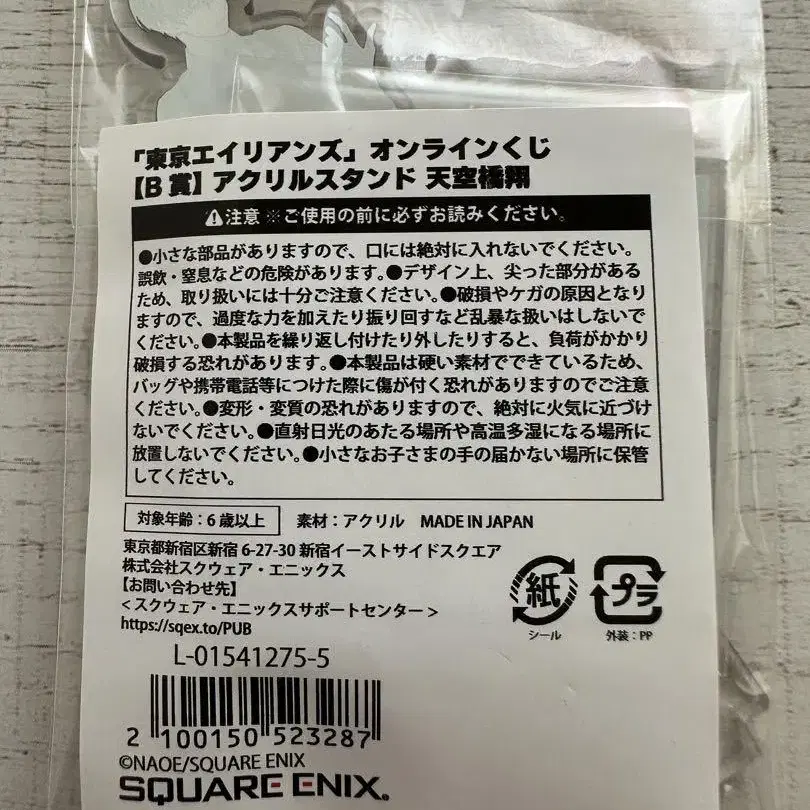 「東京エイリアンズ」オンラインくじ
【B 賞】アクリルスタンド 天空橋翔
⚠注意 ※ご使用の前に必ずお読みください。
●小さな部品がありますので、口には絶対に入れないでください。
誤飲・窒息などの危険があります。●デザイン上、尖った部分がある
ため、取り扱いには十分ご注意ください。●破損やケガの原因となり
ますので、過度な力を加えたり振り回すなど乱暴な扱いはしないで
ください。●本製品を繰り返し付けたり外したりすると、負荷がかかり
破損する恐れがあります。●本製品は硬い素材でできているため、
バッグや携帯電話等につけた際に傷が付く恐れがありますのでご注意
ください。●変形・変質の恐れがありますので、絶対に火気に近づけ
ないでください。●直射日光のあたる場所や高温多湿になる場所に
放置しないでください。●小さなお子さまの手の届かない場所に保管
してください。
対象年齢：6 歳以上 素材：アクリル MADE IN JAPAN
東京都新宿区新宿 6-27-30 新宿イーストサイドスクエア
株式会社スクウェア・エニックス
【お問い合わせ先】
＜スクウェア・エニックスサポートセンター＞
https://sqex.to/PUB
紙
シール
プラ
外装：PP
L-01541275-5
2 100150 523287
©NAOE/SQUARE ENIX
SQUARE ENIX.